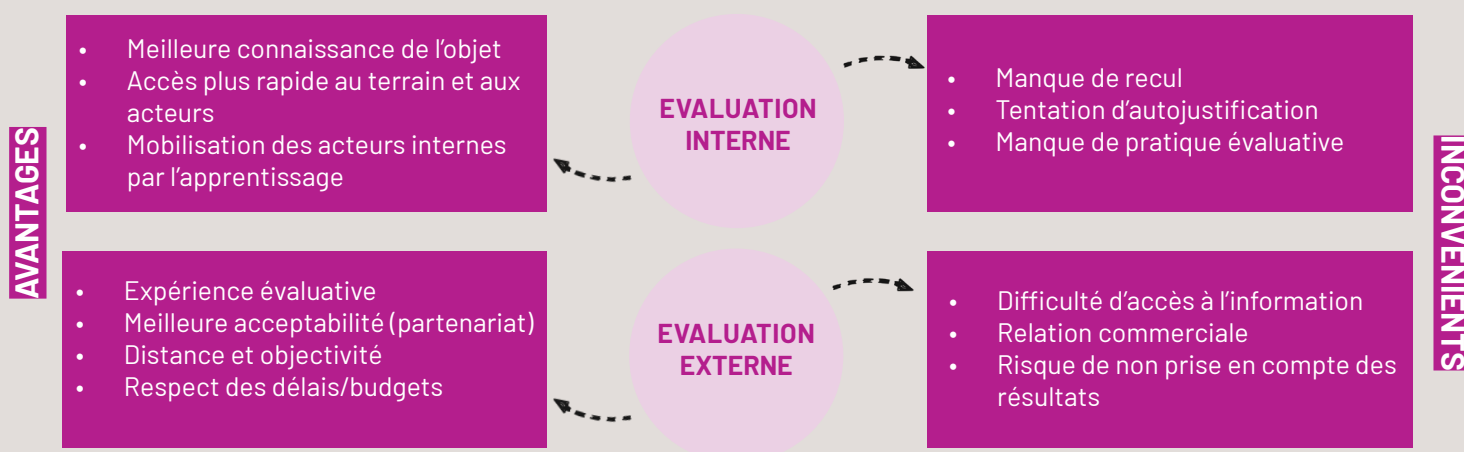 AVANTAGES
• Meilleure connaissance de l'objet
• Accès plus rapide au terrain et aux
acteurs
• Mobilisation des acteurs internes
par l'apprentissage
EVALUATION
INTERNE
• Manque de recul
• Tentation d'autojustification
• Manque de pratique évaluative
INCONVENIENTS
• Expérience évaluative
• Meilleure acceptabilité (partenariat)
• Distance et objectivité
• Respect des délais/budgets
EVALUATION
EXTERNE
• Difficulté d'accès à l'information
• Relation commerciale
• Risque de non prise en compte des
résultats